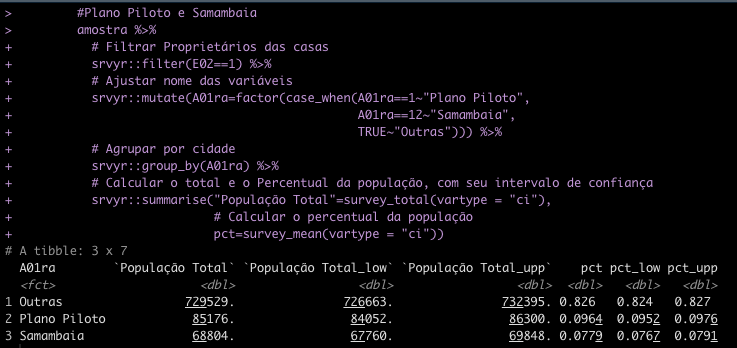 >        #Plano Piloto e Samambaia
>        amostra %>%
+          # Filtrar Proprietários das casas
+          srvyr::filter(E02==1) %>%
+          # Ajustar nome das variáveis
+          srvyr::mutate(A01ra=factor(case_when(A01ra==1~"Plano Piloto",
+                                               A01ra==12~"Samambaia",
+                                               TRUE~"Outras"))) %>%
+          # Agrupar por cidade
+          srvyr::group_by(A01ra) %>%
+          # Calcular o total e o Percentual da população, com seu intervalo de confiança
+          srvyr::summarise("População Total"=survey_total(vartype = "ci"),
+                           # Calcular o percentual da população
+                           pct=survey_mean(vartype = "ci"))
# A tibble: 3 x 7
  A01ra        `População Total` `População Total_low` `População Total_upp`    pct pct_low pct_upp
  <fct>                    <dbl>                 <dbl>                 <dbl>  <dbl>   <dbl>   <dbl>
1 Outras                 729529.               726663.               732395. 0.826   0.824   0.827
2 Plano Piloto            85176.                84052.                86300. 0.0964  0.0952  0.0976
3 Samambaia               68804.                67760.                69848. 0.0779  0.0767  0.0791